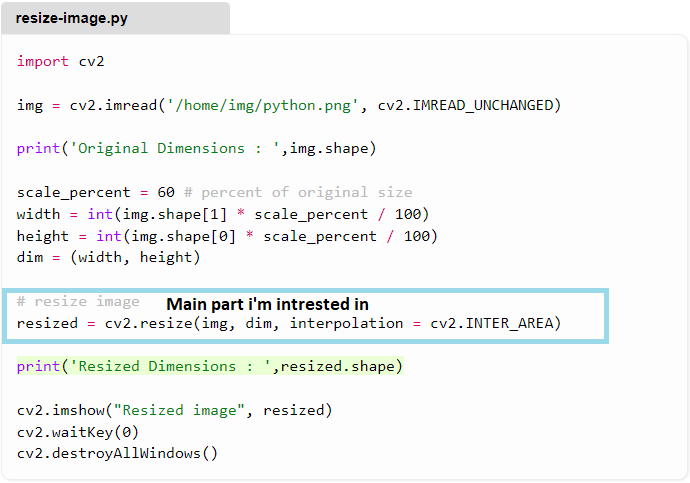 resize-image.py
import cv2
img = cv2.imread('/home/img/python.png', cv2.IMREAD_UNCHANGED)
print('Original Dimensions : ',img.shape)
scale_percent = 60 # percent of original size
width = int(img.shape[1] * scale_percent / 100)
height = int(img.shape[0] * scale_percent / 100)
dim = (width, height)
# resize image Main part i'm intrested in
resized = cv2.resize(img, dim, interpolation = cv2.INTER_AREA)
print('Resized Dimensions : ',resized.shape)
cv2.imshow("Resized image", resized)
cv2.waitKey(0)
cv2.destroyAllWindows()